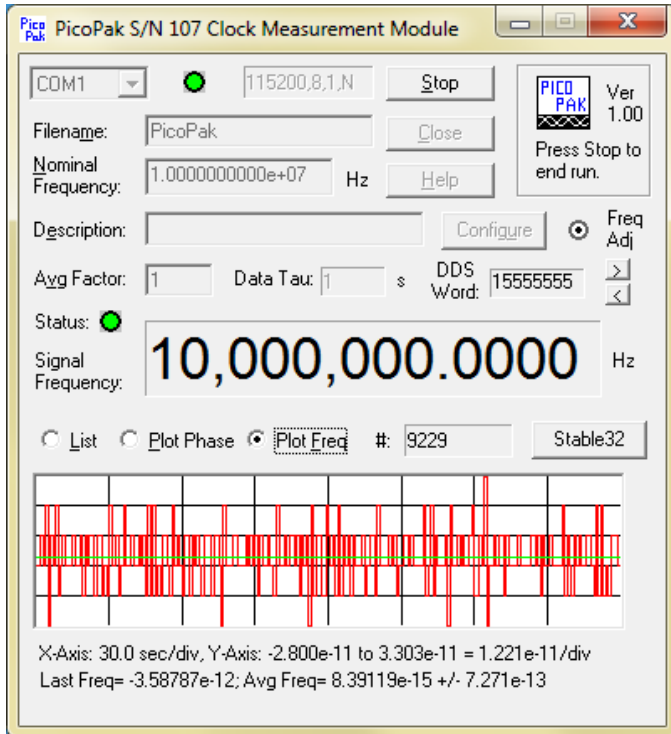 Pico Pak PicoPak S/N 107 Clock Measurement Module
COM1 115200,8,1,N Stop
PICO PAK Ver 1.00
Filename: PicoPak Close
Press Stop to end run.
Nominal Frequency: 1.0000000000e+07 Hz Help
Description: Configure Freq Adj
Avg Factor: 1 Data Tau: 1 s DDS Word: 15555555 > <
Status:
Signal Frequency: 10,000,000.0000 Hz
List Plot Phase Plot Freq #: 9229 Stable32
X-Axis: 30.0 sec/div, Y-Axis: -2.800e-11 to 3.303e-11 = 1.221e-11/div
Last Freq= -3.58787e-12; Avg Freq= 8.39119e-15 +/- 7.271e-13